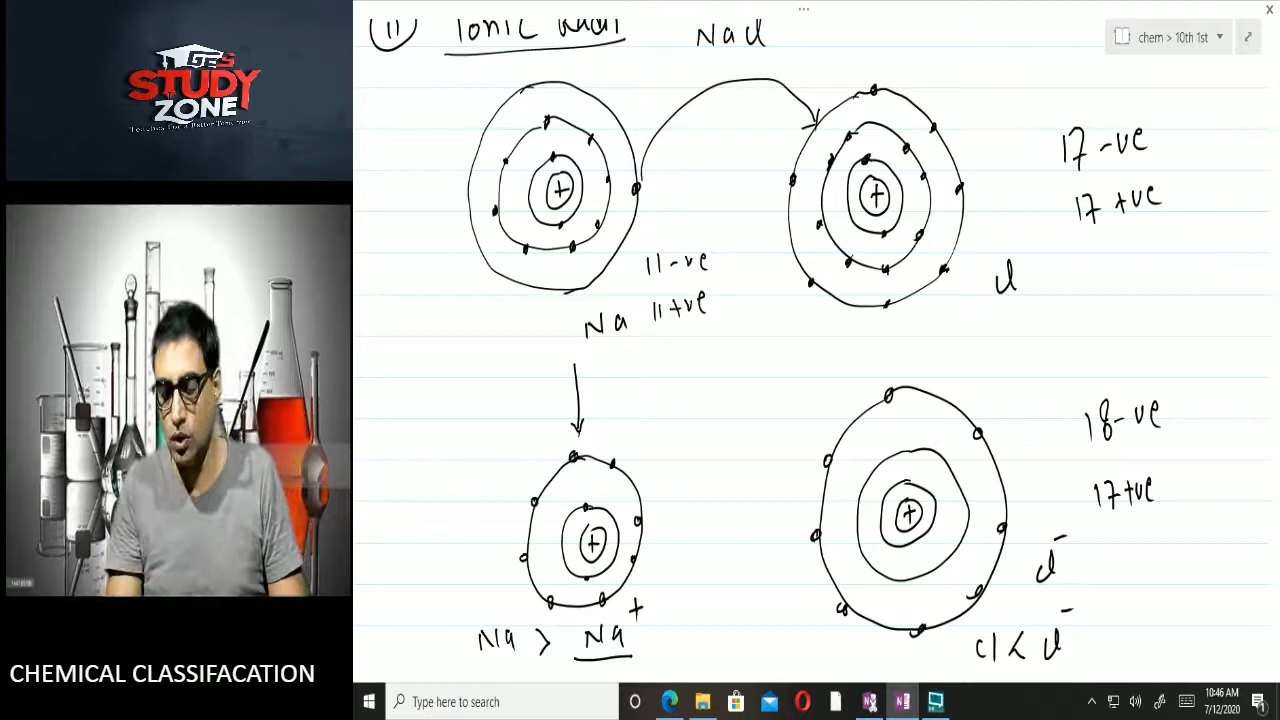 (11) Ionic Radii
NaCl
chem > 10th 1st
GES
STUDY
ZONE
17 -ve
17 +ve
11 -ve
11 +ve
Na
Cl
18 -ve
17 +ve
Cl-
Na > Na+
Cl < Cl-
CHEMICAL CLASSIFACATION
Type here to search
10:46 AM
7/12/2020